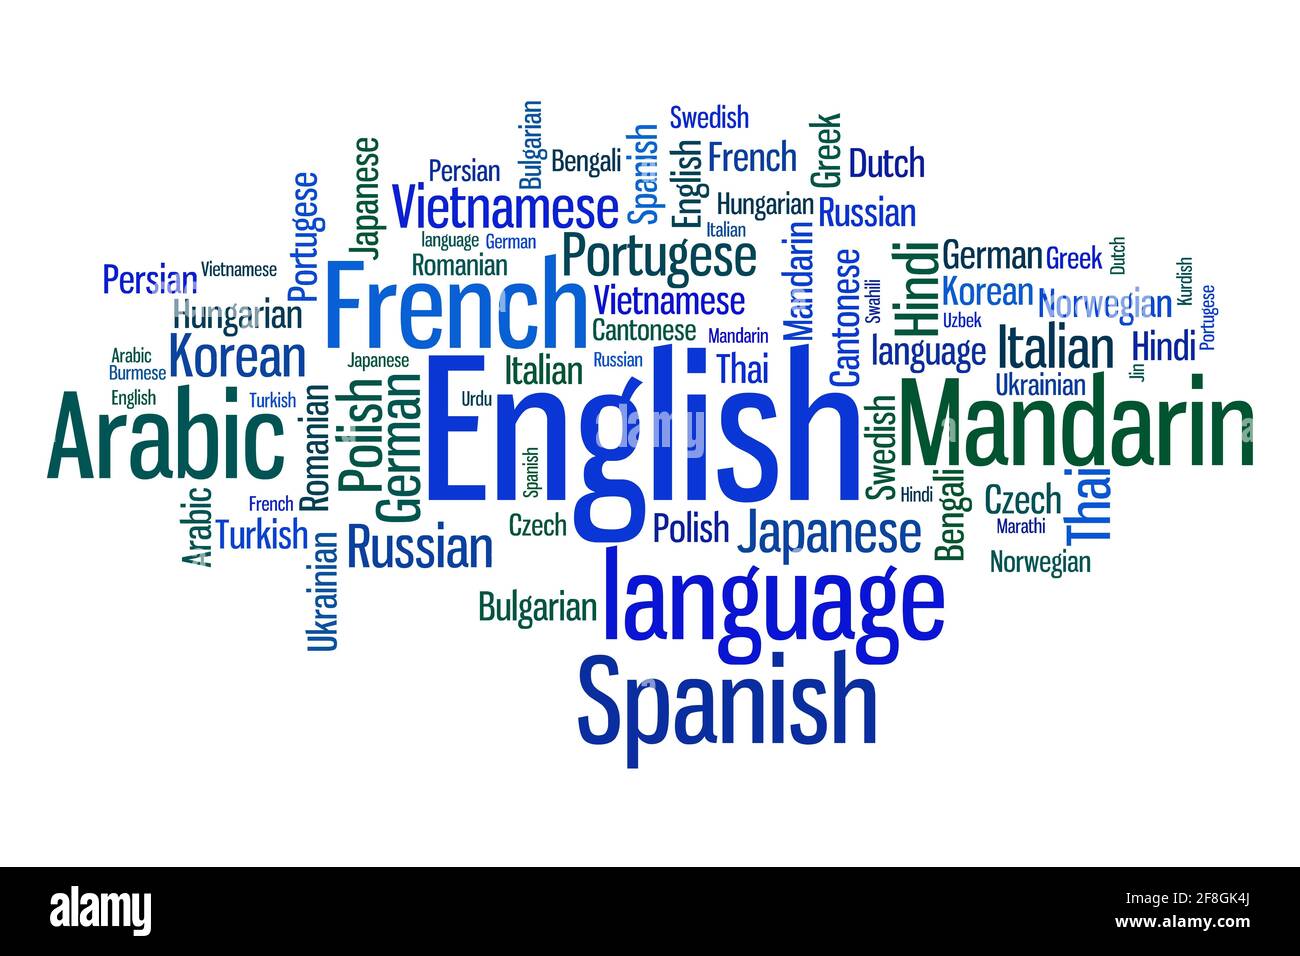 Swedish
Bulgarian
Bengali
Spanish
English
French
Greek
Dutch
Persian
Japanese
Portugese
Vietnamese
Hungarian
Russian
Italian
Mandarin
language
German
Portugese
Romanian
Persian
Vietnamese
French
Vietnamese
Cantonese
Swahili
Hindi
German
Greek
Dutch
Kurdish
Korean
Norwegian
Portugese
Hungarian
Cantonese
Mandarin
Uzbek
language
Italian
Hindi
Jin
Korean
Arabic
Burmese
Japanese
Italian
Russian
Thai
Ukrainian
English
Turkish
Arabic
Romanian
Polish
German
Urdu
English
Swedish
Mandarin
Spanish
Arabic
French
Turkish
Ukrainian
Russian
Czech
Polish
Japanese
Hindi
Bengali
Czech
Marathi
Thai
Norwegian
Bulgarian
language
Spanish
alamy
Image ID: 2F8GK4J
www.alamy.com